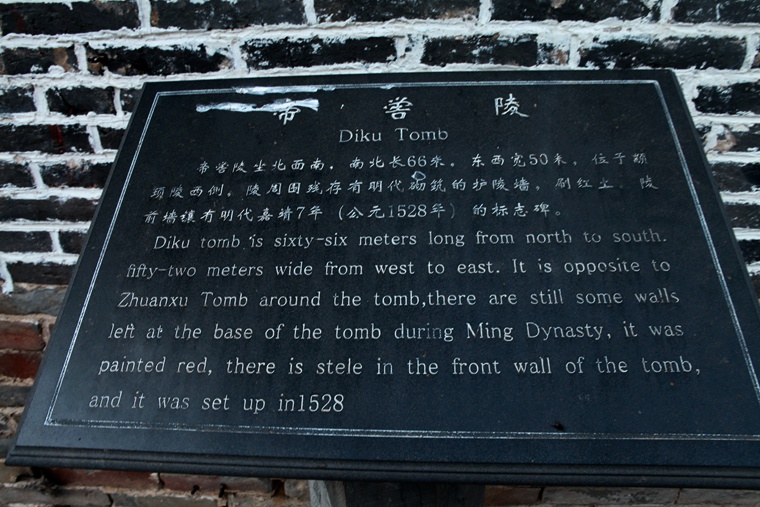 帝喾陵
Diku Tomb
帝喾陵坐北面南。南北长66米。东西宽50米。位于颛
顼陵西侧。陵周围残存有明代砌筑的护陵墙。刷红土。陵
前墙镶有明代嘉靖7年（公元1528年）的标志碑。
Diku tomb is sixty-six meters long from north to south.
fifty-two meters wide from west to east. It is opposite to
Zhuanxu Tomb around the tomb,there are still some walls
left at the base of the tomb during Ming Dynasty, it was
painted red, there is stele in the front wall of the tomb,
and it was set up in1528